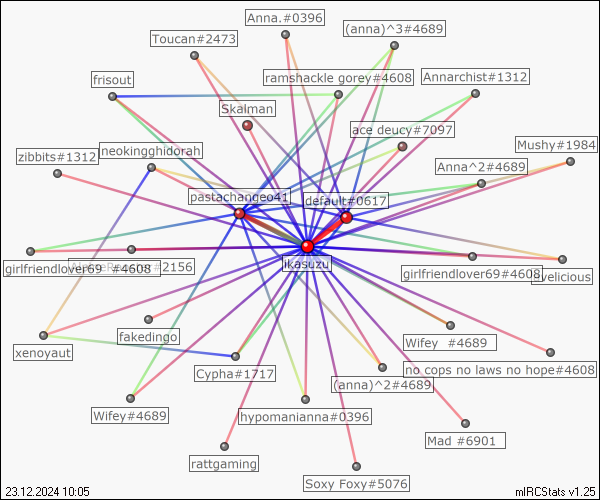 Anna.#0396
Toucan#2473
(anna)^3#4689
frisout
ramshackle gorey#4608
Annarchist#1312
Skalman
ace deucy#7097
zibbits#1312
neokingghidorah
Mushy#1984
Anna^2#4689
pastachangeo41
default#0617
ikasuzu
girlfriendlover69 #4608
#2156
girlfriendlover69#4608
velicious
fakedingo
xenoyaut
Wifey #4689
Cypha#1717
(anna)^2#4689
no cops no laws no hope#4608
Wifey#4689
hypomanianna#0396
Mad #6901
rattgaming
Soxy Foxy#5076
23.12.2024 10:05
mIRCStats v1.25